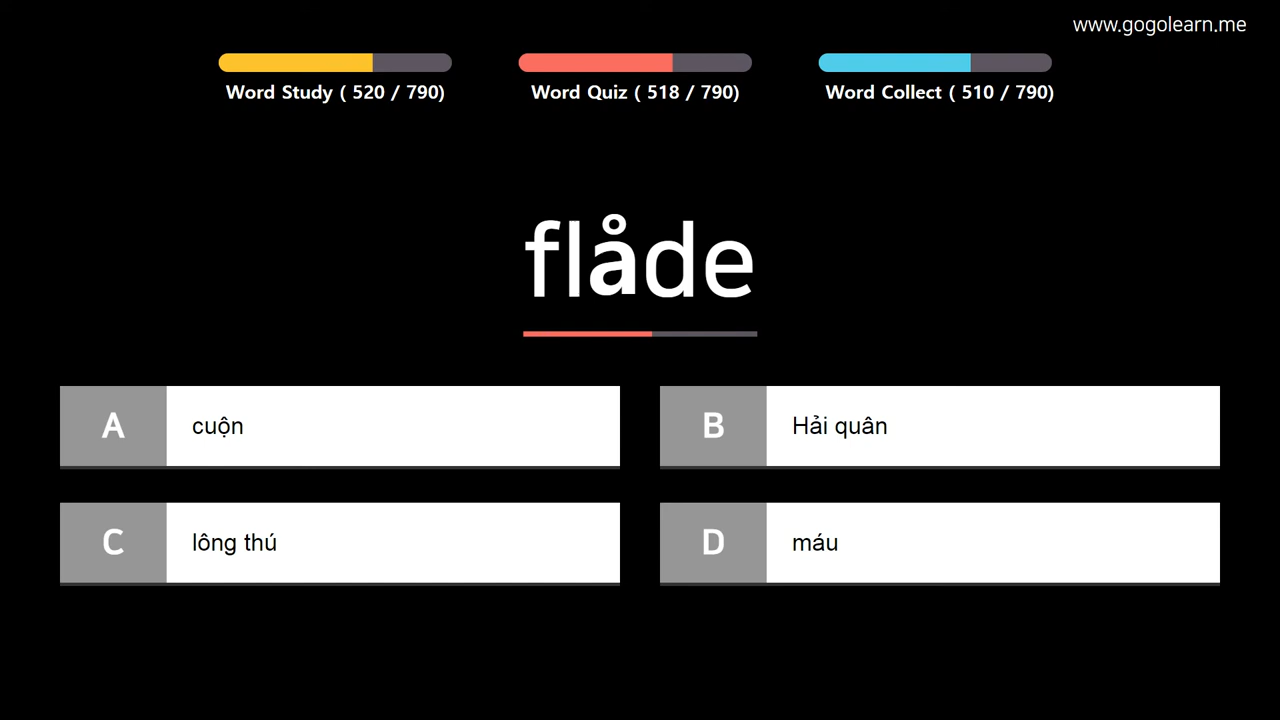 www.gogolearn.me
Word Study ( 520 / 790)
Word Quiz ( 518 / 790)
Word Collect ( 510 / 790)
flåde
A
cuộn
B
Hải quân
C
lông thú
D
máu